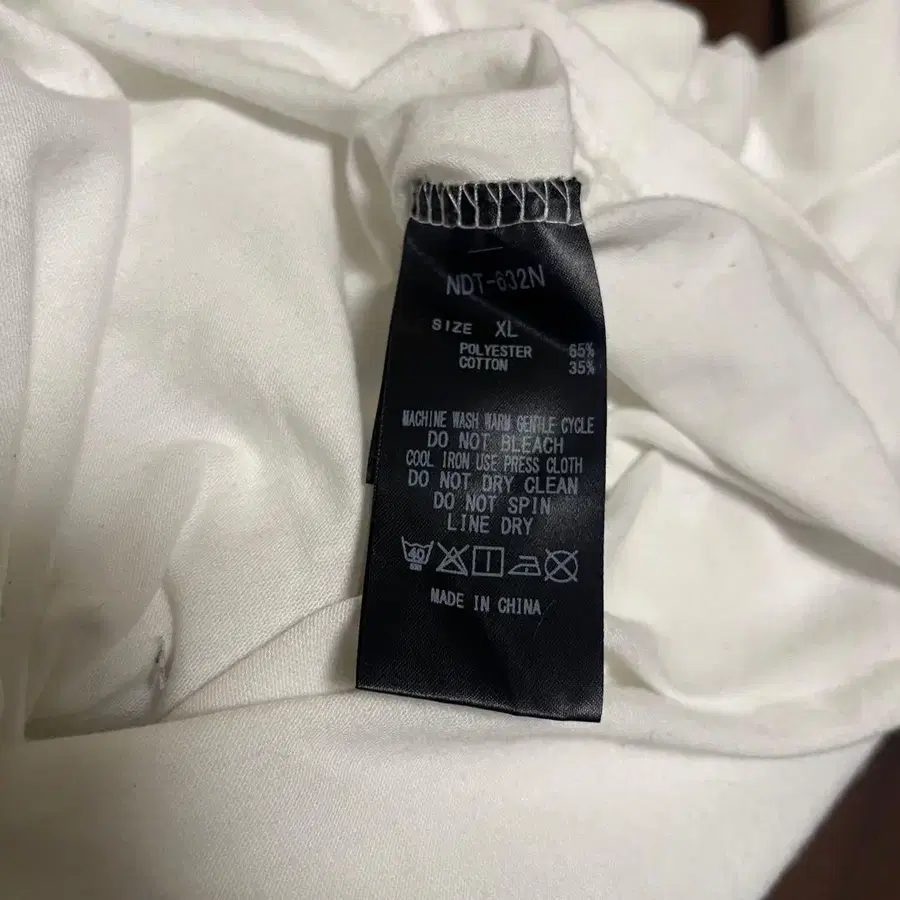 NDT-632N
SIZE XL
POLYESTER 65%
COTTON 35%
MACHINE WASH WARM GENTLE CYCLE
DO NOT BLEACH
COOL IRON USE PRESS CLOTH
DO NOT DRY CLEAN
DO NOT SPIN
LINE DRY
40
MADE IN CHINA